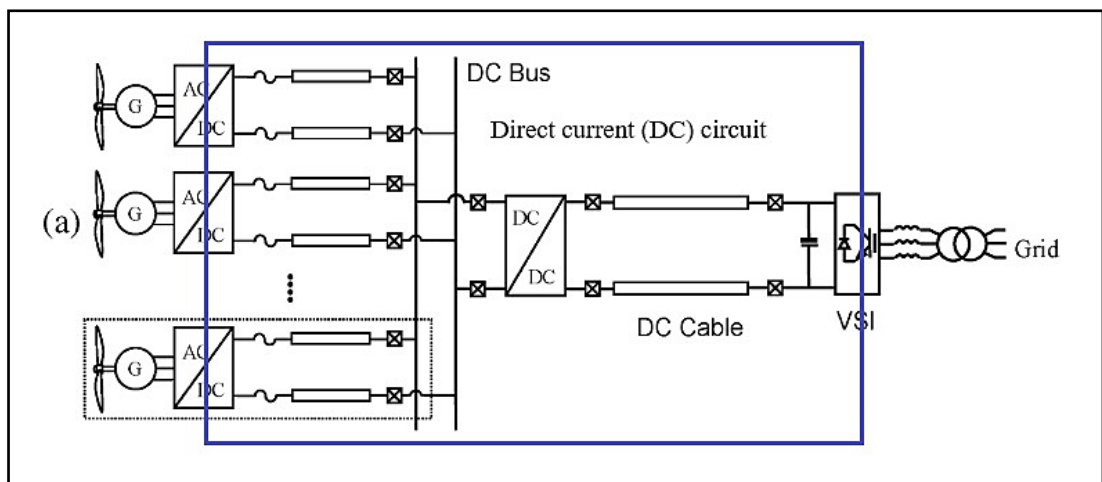 DC Bus
AC
G
DC
Direct current (DC) circuit
(a)
AC
G
DC
DC
DC
Grid
DC Cable
VSI
AC
G
DC